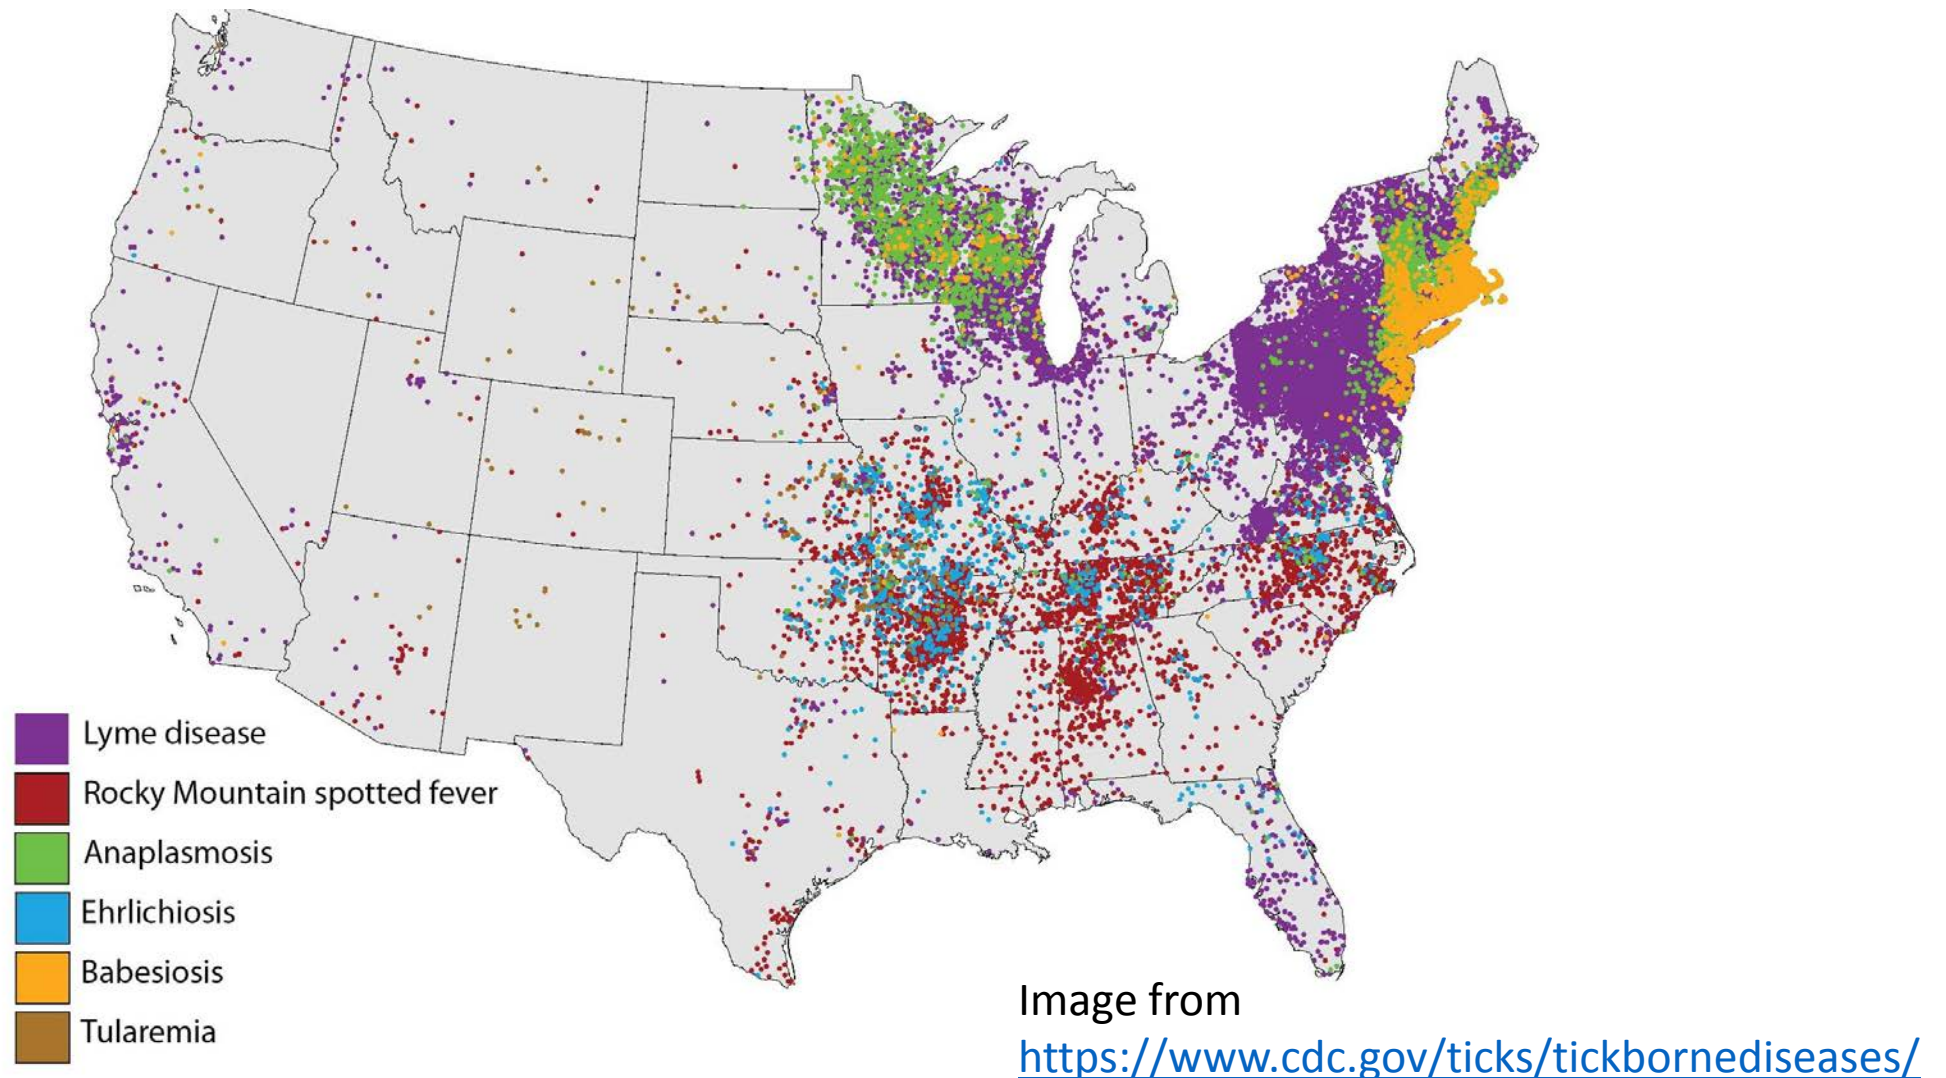 Lyme disease
Rocky Mountain spotted fever
Anaplasmosis
Ehrlichiosis
Babesiosis
Tularemia
Image from
https://www.cdc.gov/ticks/tickbornediseases/